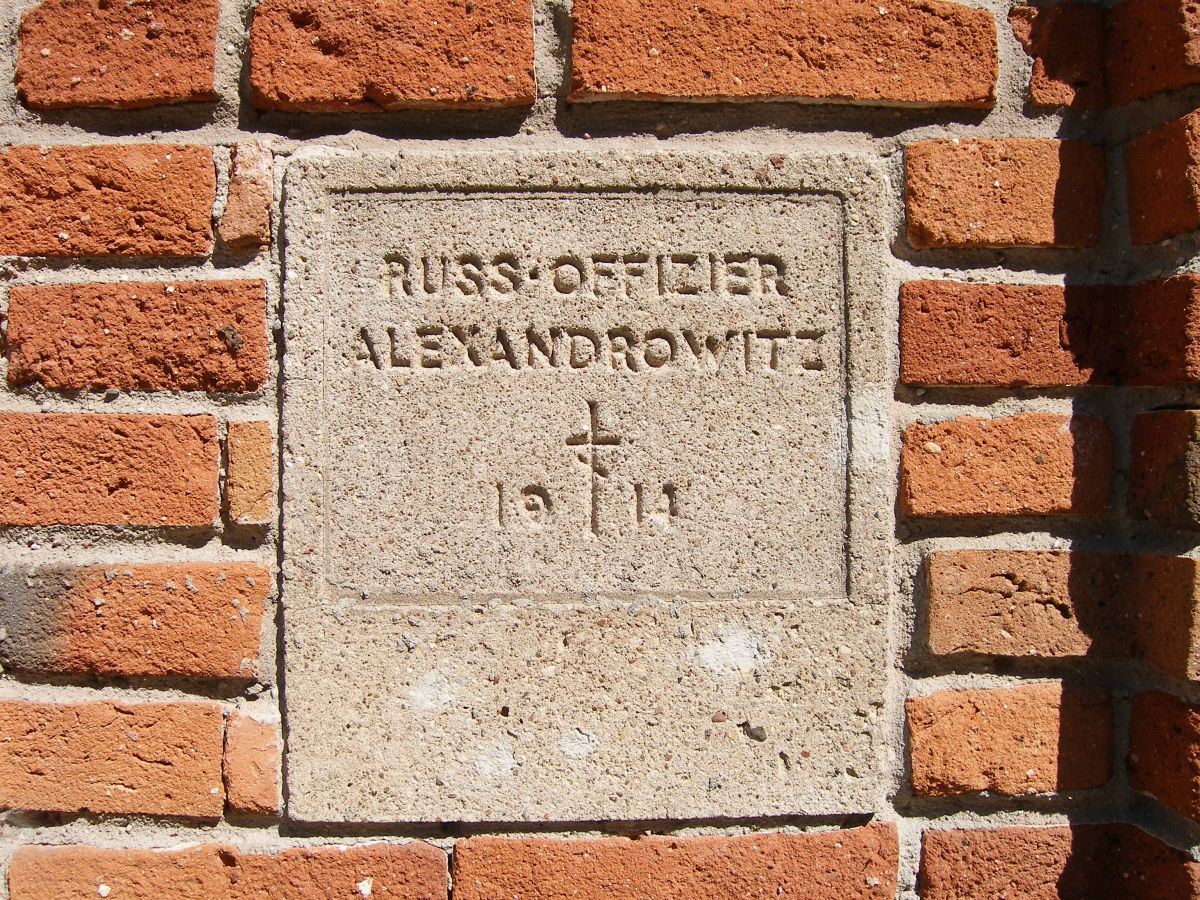 RUSS·OFFIZIER
ALEXANDROWITZ
19 14